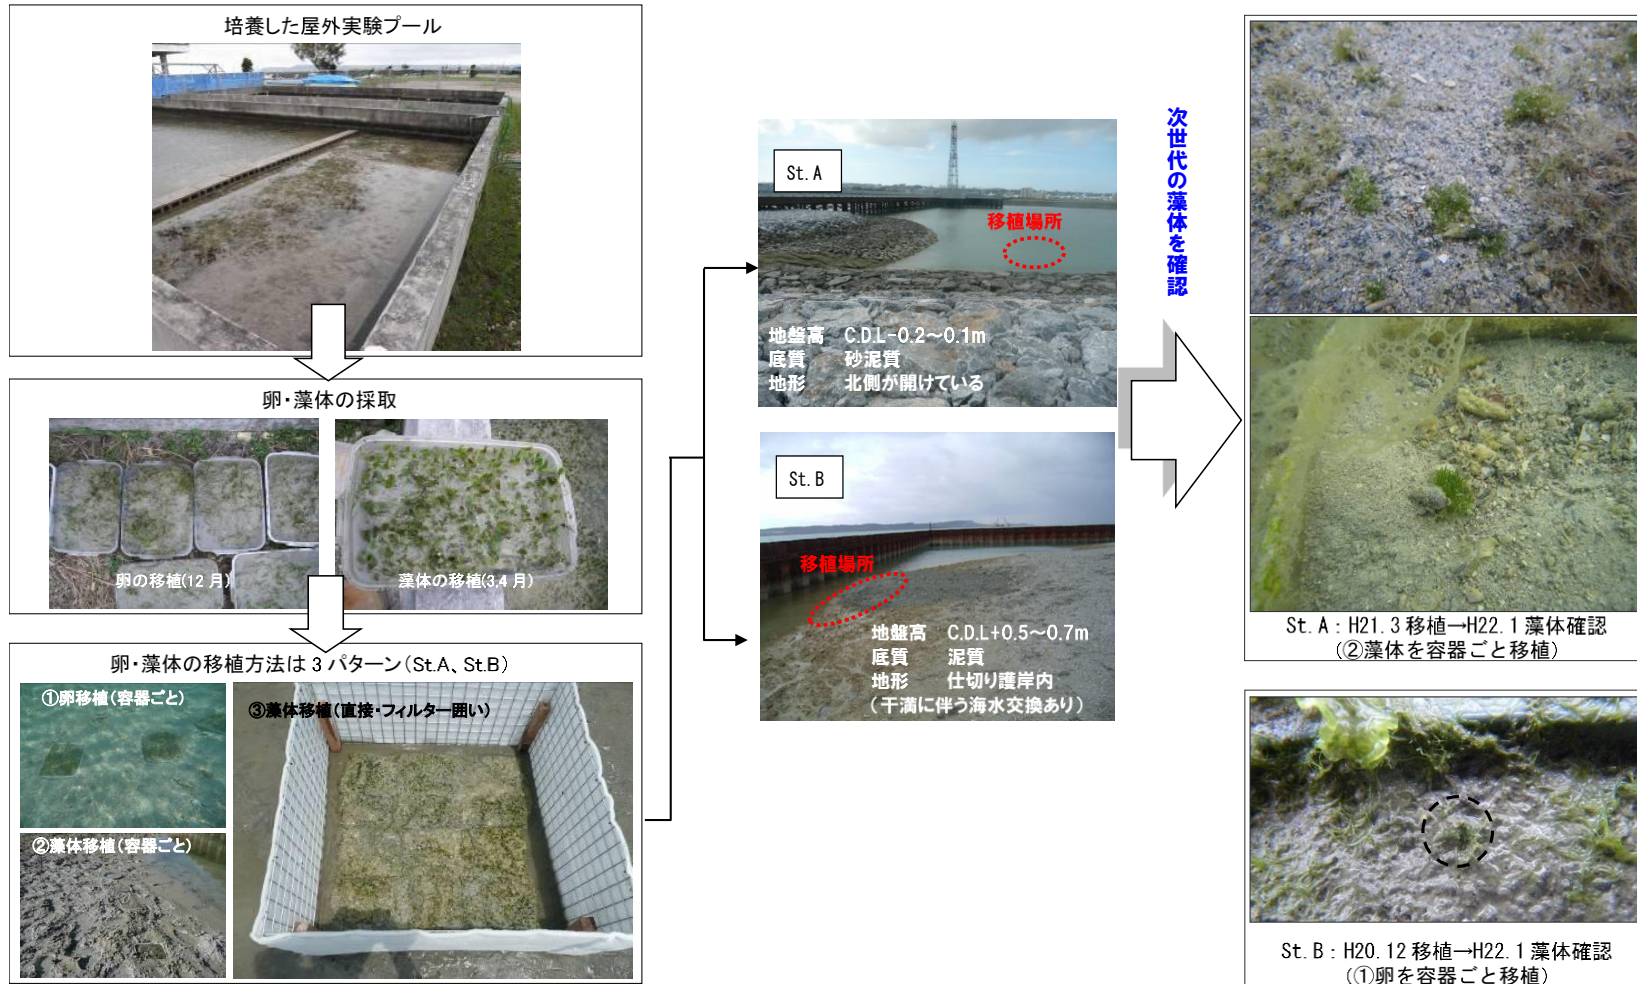 培養した屋外実験プール
卵・藻体の採取
卵の移植(12月)
藻体の移植(3,4月)
卵・藻体の移植方法は3パターン(St.A、St.B)
①卵移植(容器ごと)
②藻体移植(容器ごと)
③藻体移植(直接・フィルター囲い)
St.A
移植場所
地盤高 C.D.L-0.2～0.1m
底質 砂泥質
地形 北側が開けている
St.B
移植場所
地盤高 C.D.L+0.5～0.7m
底質 泥質
地形 仕切り護岸内
(干満に伴う海水交換あり)
次世代の藻体を確認
St.A：H21.3移植→H22.1藻体確認
(②藻体を容器ごと移植)
St.B：H20.12移植→H22.1藻体確認
(①卵を容器ごと移植)